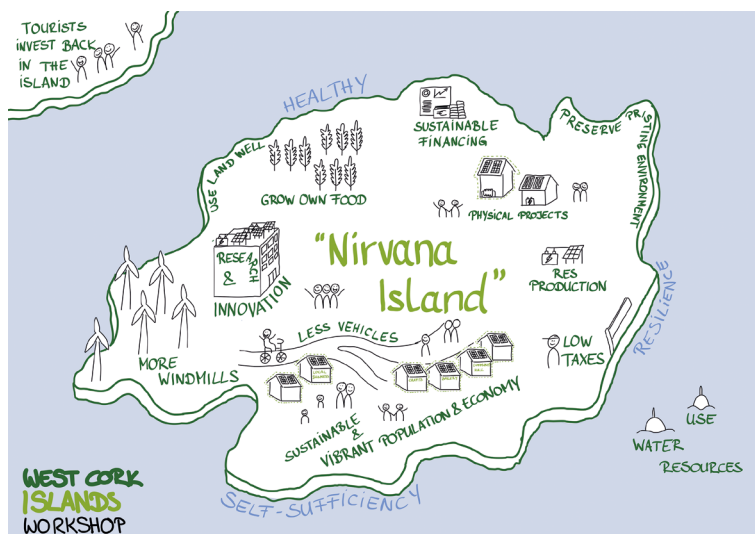 TOURISTS
INVEST BACK
IN THE
ISLAND
HEALTHY
SUSTAINABLE
FINANCING
PRESERVE PRISTING ENVIRONMENT
USE LAND WELL
GROW OWN FOOD
PHYSICAL PROJECTS
RESEARCH
&
INNOVATION
"Nirvana
Island"
RES
PRODUCTION
RESILIENCE
LESS VEHICLES
LOW
TAXES
MORE
WINDMILLS
SUSTAINABLE
&
VIBRANT POPULATION & ECONOMY
USE
WATER
RESOURCES
SELF-SUFFICIENCY
WEST CORK
ISLANDS
WORKSHOP